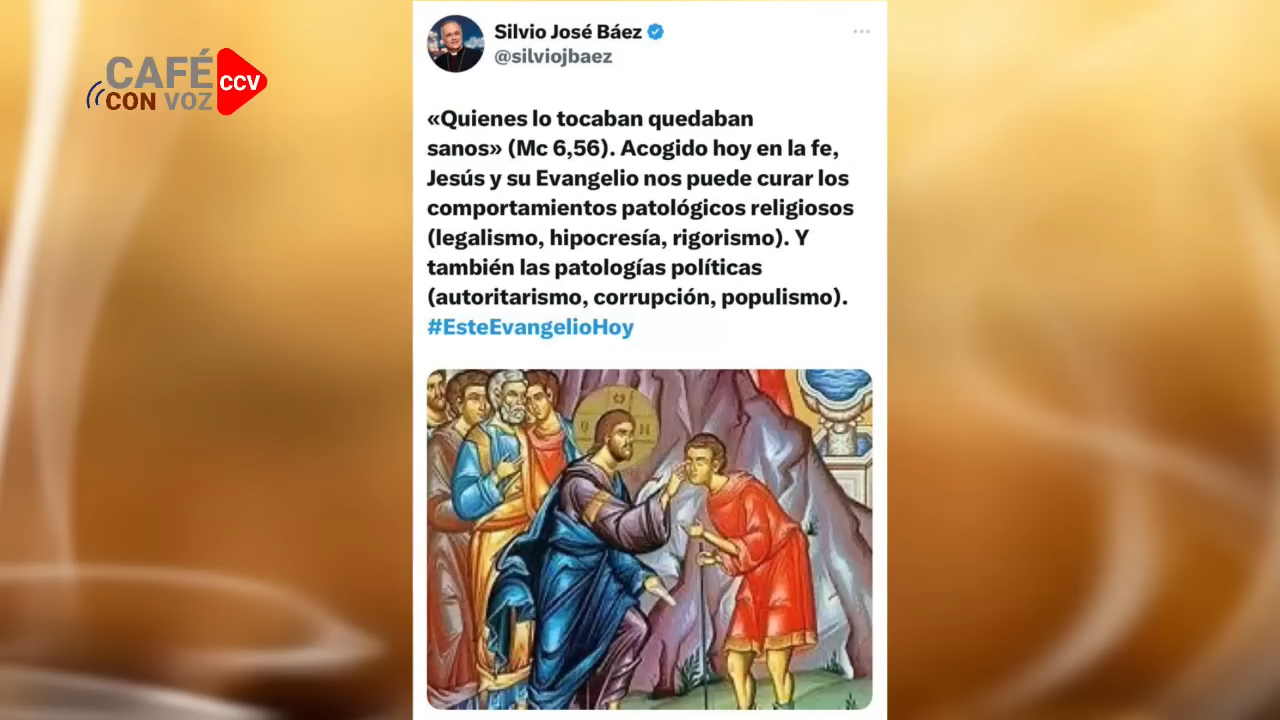 CAFÉ
CON VOZ
CCV
Silvio José Báez
@silviojbaez
«Quienes lo tocaban quedaban
sanos» (Mc 6,56). Acogido hoy en la fe,
Jesús y su Evangelio nos puede curar los
comportamientos patológicos religiosos
(legalismo, hipocresía, rigorismo). Y
también las patologías políticas
(autoritarismo, corrupción, populismo).
#EsteEvangelioHoy